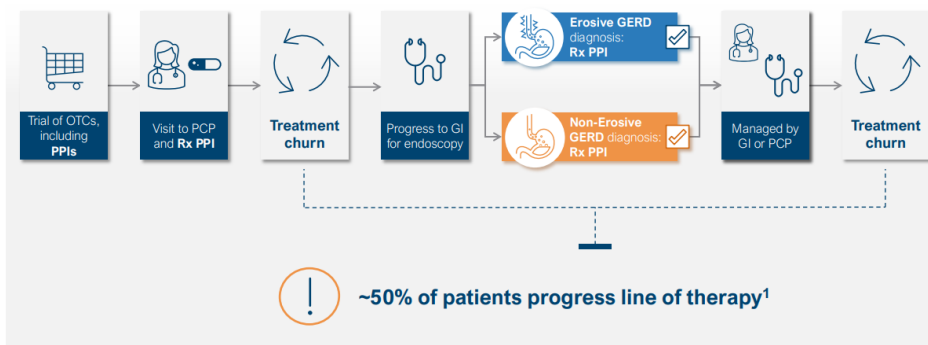 Trial of OTCs,
including
PPIs
Visit to PCP
and Rx PPI
Treatment
churn
Progress to GI
for endoscopy
Erosive GERD
diagnosis:
Rx PPI
Non-Erosive
GERD diagnosis:
Rx PPI
Managed by
GI or PCP
Treatment
churn
~50% of patients progress line of therapy¹